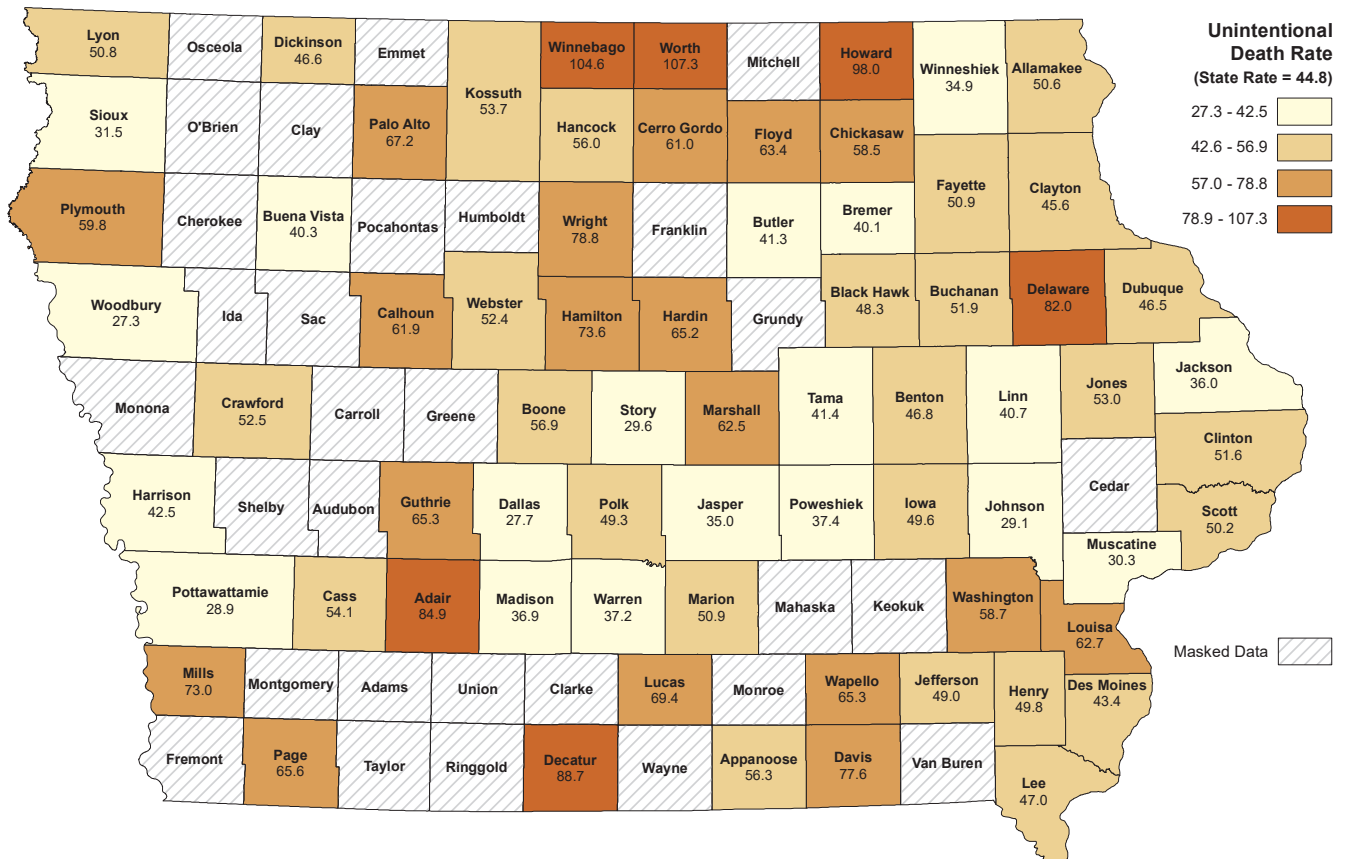 Unintentional
Death Rate
(State Rate = 44.8)
27.3 - 42.5
42.6 - 56.9
57.0 - 78.8
78.9 - 107.3
Lyon
50.8
Osceola
Dickinson
46.6
Emmet
Kossuth
53.7
Winnebago
104.6
Worth
107.3
Mitchell
Howard
98.0
Winneshiek
34.9
Allamakee
50.6
Sioux
31.5
O'Brien
Clay
Palo Alto
67.2
Hancock
56.0
Cerro Gordo
61.0
Floyd
63.4
Chickasaw
58.5
Fayette
50.9
Clayton
45.6
Plymouth
59.8
Cherokee
Buena Vista
40.3
Pocahontas
Humboldt
Wright
78.8
Franklin
Butler
41.3
Bremer
40.1
Woodbury
27.3
Ida
Sac
Calhoun
61.9
Webster
52.4
Hamilton
73.6
Hardin
65.2
Grundy
Black Hawk
48.3
Buchanan
51.9
Delaware
82.0
Dubuque
46.5
Monona
Crawford
52.5
Carroll
Greene
Boone
56.9
Story
29.6
Marshall
62.5
Tama
41.4
Benton
46.8
Linn
40.7
Jones
53.0
Jackson
36.0
Clinton
51.6
Harrison
42.5
Shelby
Audubon
Guthrie
65.3
Dallas
27.7
Polk
49.3
Jasper
35.0
Poweshiek
37.4
Iowa
49.6
Johnson
29.1
Cedar
Scott
50.2
Muscatine
30.3
Pottawattamie
28.9
Cass
54.1
Adair
84.9
Madison
36.9
Warren
37.2
Marion
50.9
Mahaska
Keokuk
Washington
58.7
Louisa
62.7
Masked Data
Mills
73.0
Montgomery
Adams
Union
Clarke
Lucas
69.4
Monroe
Wapello
65.3
Jefferson
49.0
Henry
49.8
Des Moines
43.4
Fremont
Page
65.6
Taylor
Ringgold
Decatur
88.7
Wayne
Appanoose
56.3
Davis
77.6
Van Buren
Lee
47.0